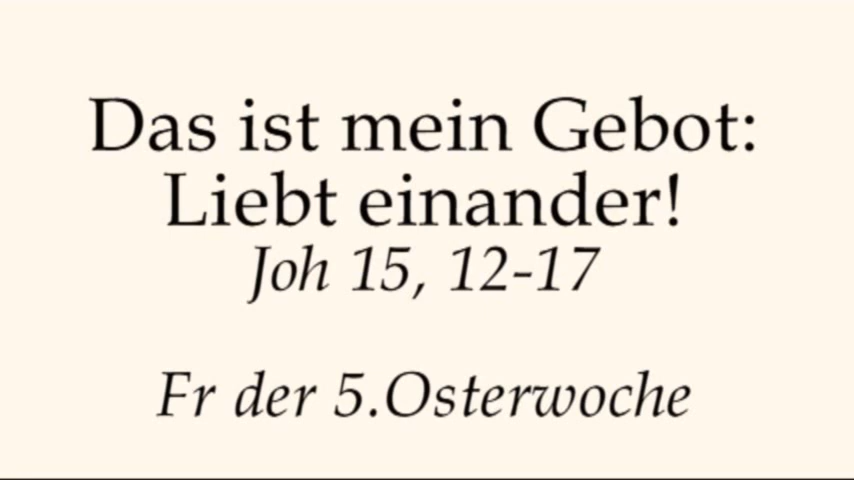 Das ist mein Gebot:
Liebt einander!
Joh 15, 12-17
Fr der 5.Osterwoche